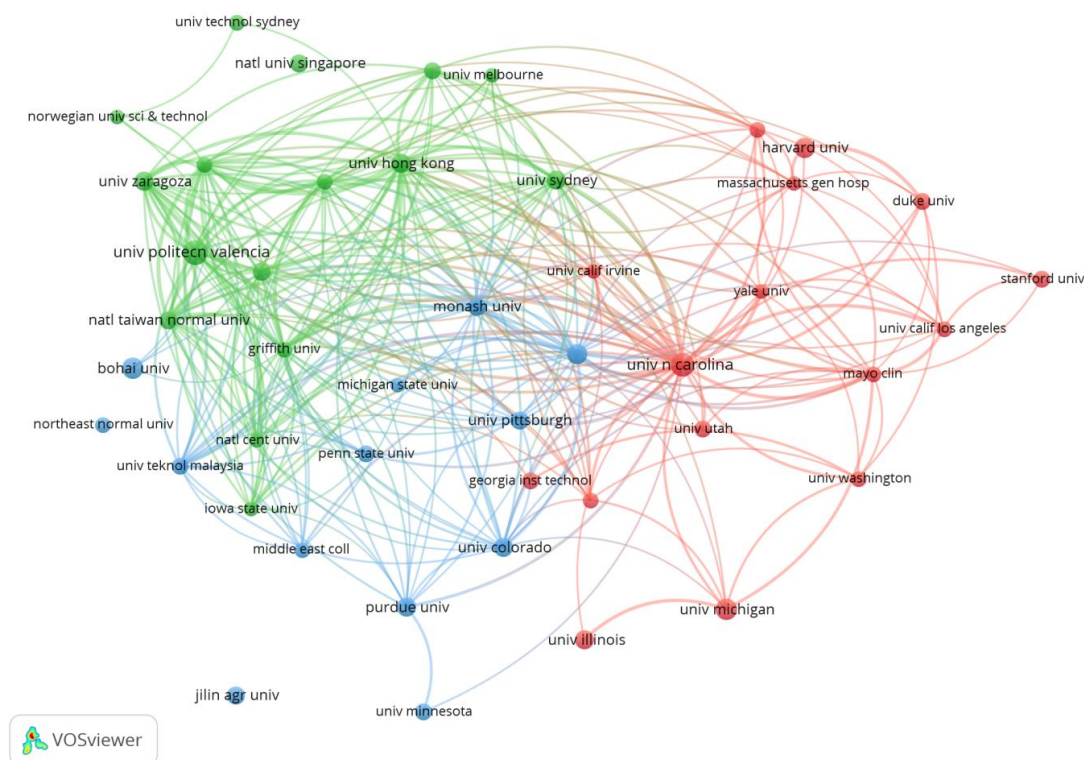 univ technol sydney
natl univ singapore
univ melbourne
norwegian univ sci & technol
harvard univ
univ hong kong
univ zaragoza
univ sydney
massachusetts gen hosp
duke univ
univ politecn valencia
univ calif irvine
stanford univ
yale univ
monash univ
natl taiwan normal univ
univ calif los angeles
griffith univ
univ n carolina
bohai univ
mayo clin
michigan state univ
univ pittsburgh
northeast normal univ
univ utah
natl cent univ
penn state univ
univ teknol malaysia
georgia inst technol
univ washington
iowa state univ
middle east coll
univ colorado
purdue univ
univ michigan
univ illinois
jilin agr univ
univ minnesota
VOSviewer